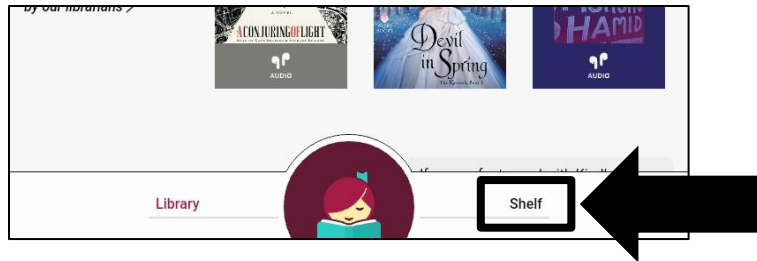 by our librarians >
A NOVEL
A CONJURING OF LIGHT
AUDIO
Devil
in Spring
HAMID
AUDIO
Library
Shelf